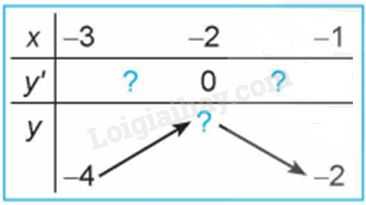 x –3 –2 –1
y' ? 0 ?
y ?
–4 –2
Loigiaihay.com